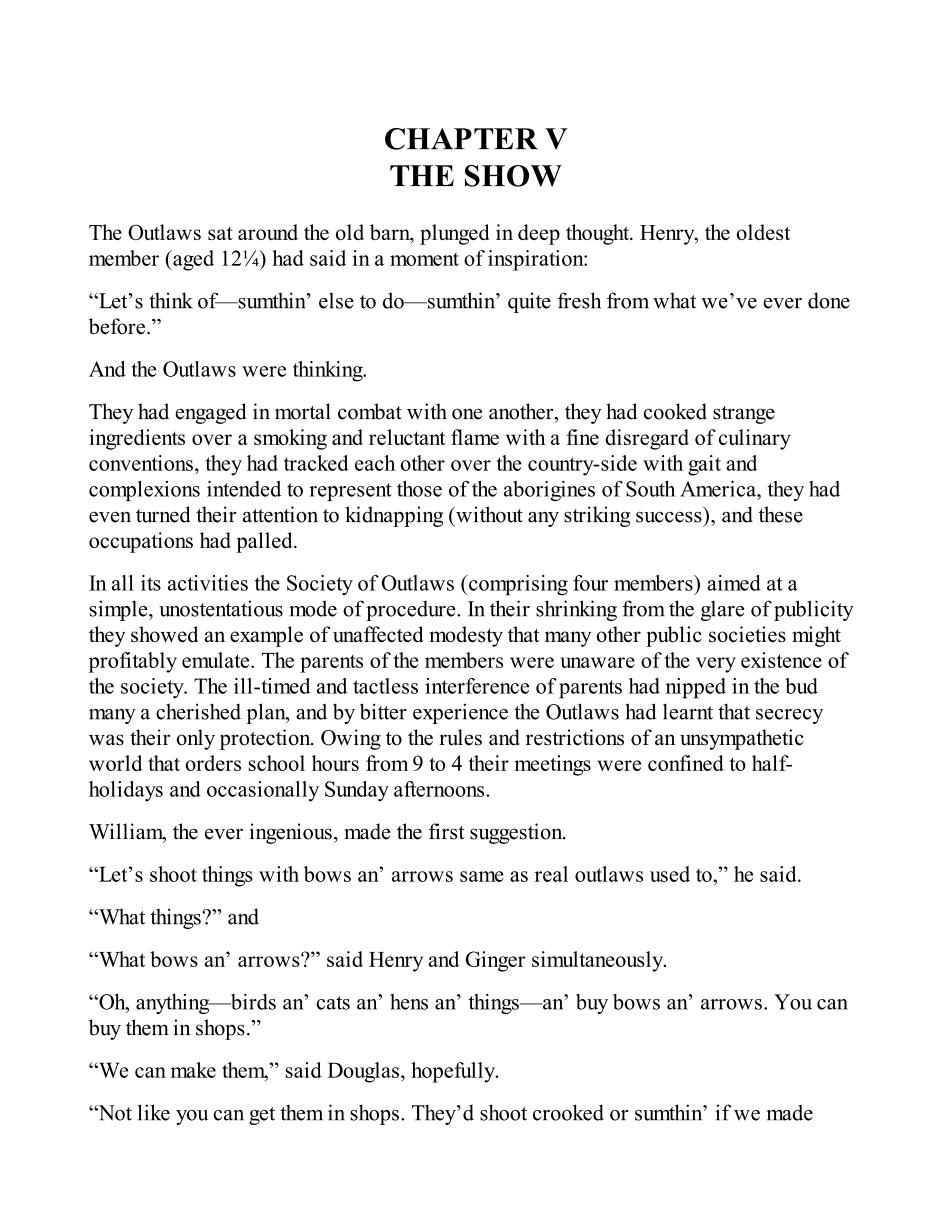 CHAPTER V
THE SHOW
The Outlaws sat around the old barn, plunged in deep thought. Henry, the oldest
member (aged 12¼) had said in a moment of inspiration:
“Let’s think of—sumthin’ else to do—sumthin’ quite fresh from what we’ve ever done
before.”
And the Outlaws were thinking.
They had engaged in mortal combat with one another, they had cooked strange
ingredients over a smoking and reluctant flame with a fine disregard of culinary
conventions, they had tracked each other over the country-side with gait and
complexions intended to represent those of the aborigines of South America, they had
even turned their attention to kidnapping (without any striking success), and these
occupations had palled.
In all its activities the Society of Outlaws (comprising four members) aimed at a
simple, unostentatious mode of procedure. In their shrinking from the glare of publicity
they showed an example of unaffected modesty that many other public societies might
profitably emulate. The parents of the members were unaware of the very existence of
the society. The ill-timed and tactless interference of parents had nipped in the bud
many a cherished plan, and by bitter experience the Outlaws had learnt that secrecy
was their only protection. Owing to the rules and restrictions of an unsympathetic
world that orders school hours from 9 to 4 their meetings were confined to half-
holidays and occasionally Sunday afternoons.
William, the ever ingenious, made the first suggestion.
“Let’s shoot things with bows an’ arrows same as real outlaws used to,” he said.
“What things?” and
“What bows an’ arrows?” said Henry and Ginger simultaneously.
“Oh, anything—birds an’ cats an’ hens an’ things—an’ buy bows an’ arrows. You can
buy them in shops.”
“We can make them,” said Douglas, hopefully.
“Not like you can get them in shops. They’d shoot crooked or sumthin’ if we made